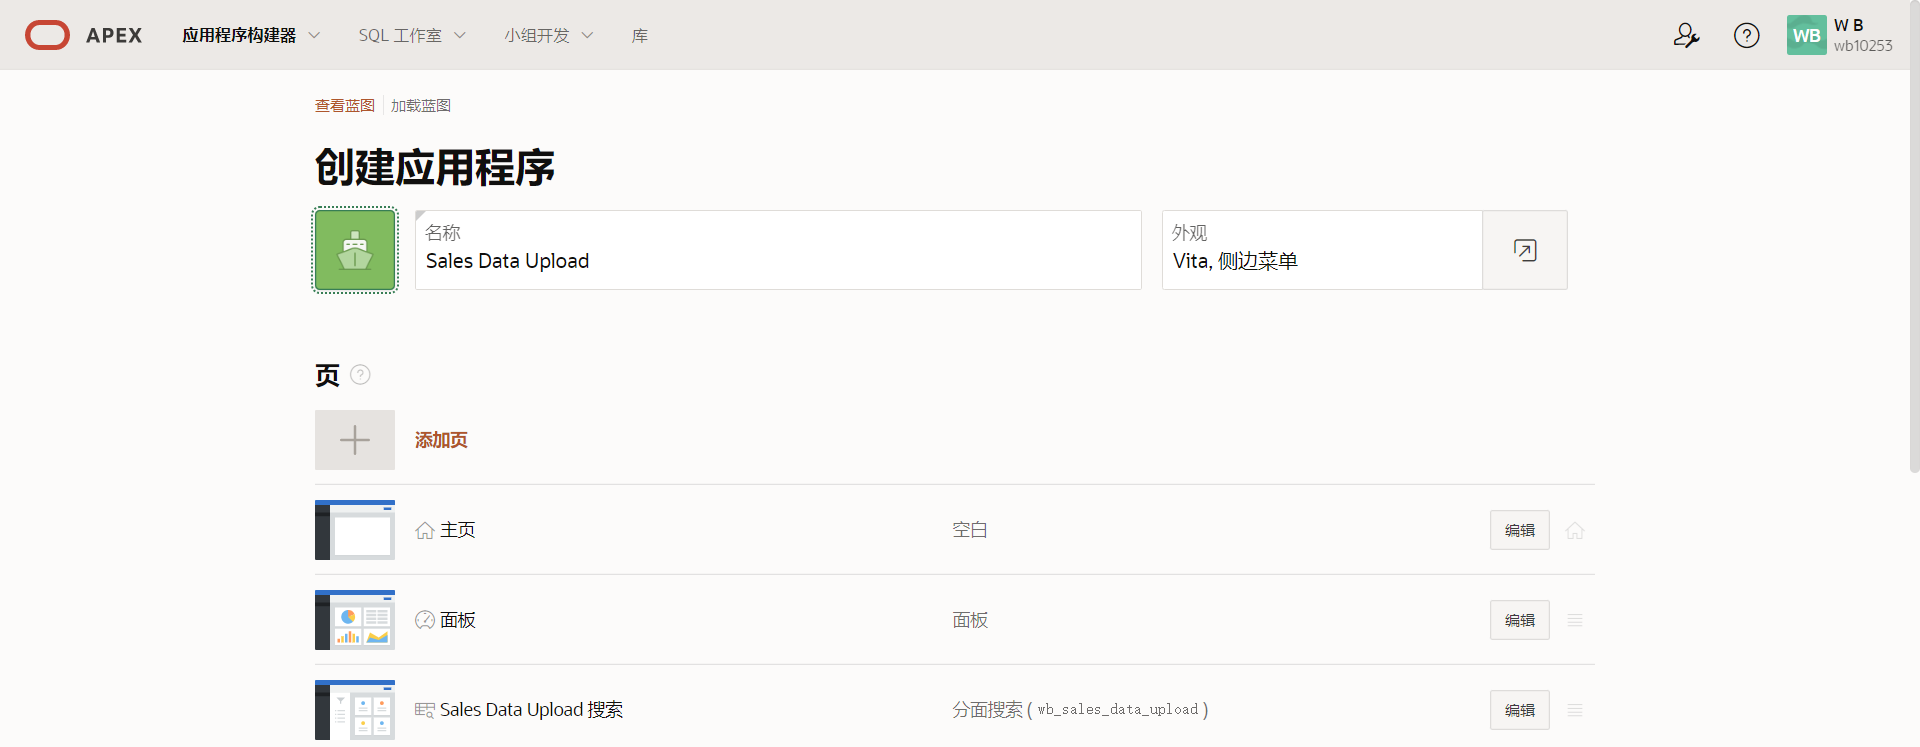 APEX 应用程序构建器 SQL 工作室 小组开发 库 ? WB W B
wb10253
查看蓝图 加载蓝图
创建应用程序
名称 外观
Sales Data Upload Vita, 侧边菜单
页 ?
添加页
主页 空白 编辑
面板 面板 编辑
Sales Data Upload 搜索 分面搜索 ( wb_sales_data_upload ) 编辑